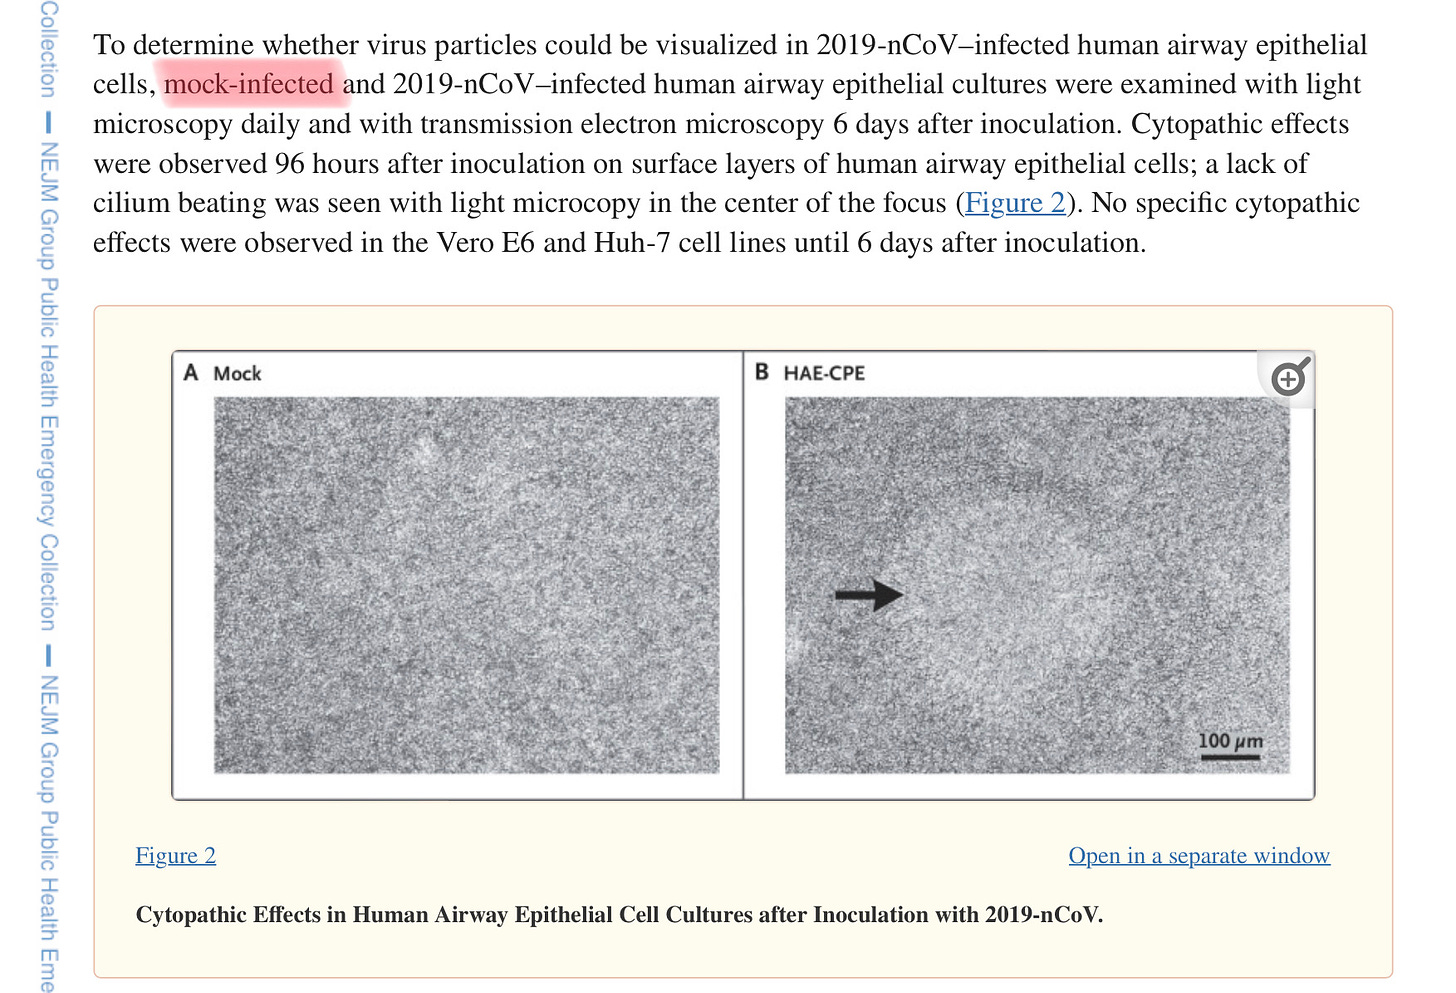 Collection — NEJM Group Public Health Emergency Collection — NEJM Group Public Health Eme
To determine whether virus particles could be visualized in 2019-nCoV–infected human airway epithelial
cells, mock-infected and 2019-nCoV–infected human airway epithelial cultures were examined with light
microscopy daily and with transmission electron microscopy 6 days after inoculation. Cytopathic effects
were observed 96 hours after inoculation on surface layers of human airway epithelial cells; a lack of
cilium beating was seen with light microcopy in the center of the focus (Figure 2). No specific cytopathic
effects were observed in the Vero E6 and Huh-7 cell lines until 6 days after inoculation.
A Mock
B HAE-CPE
100 µm
Figure 2
Open in a separate window
Cytopathic Effects in Human Airway Epithelial Cell Cultures after Inoculation with 2019-nCoV.